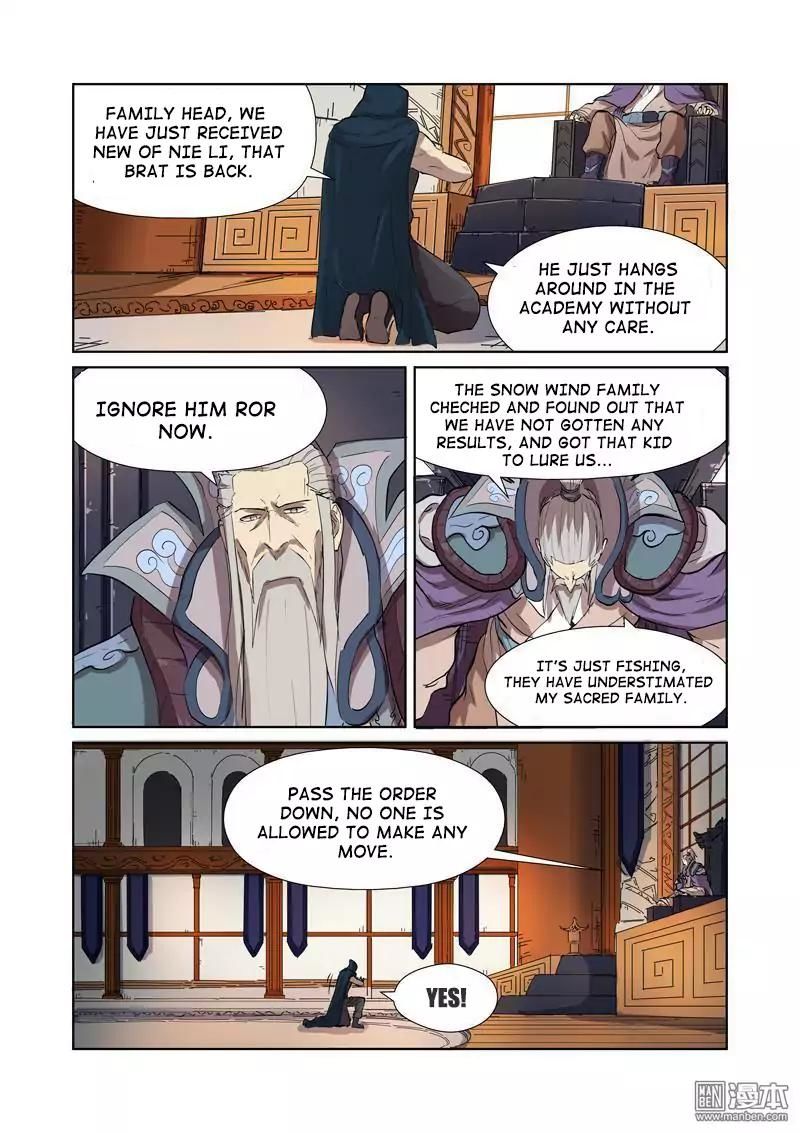 FAMILY HEAD, WE
HAVE JUST RECEIVED
NEW OF NIE LI, THAT
BRAT IS BACK.
HE JUST HANGS
AROUND IN THE
ACADEMY WITHOUT
ANY CARE.
IGNORE HIM ROR
NOW.
THE SNOW WIND FAMILY
CHECHED AND FOUND OUT THAT
WE HAVE NOT GOTTEN ANY
RESULTS, AND GOT THAT KID
TO LURE US...
IT'S JUST FISHING,
THEY HAVE UNDERSTIMATED
MY SACRED FAMILY.
PASS THE ORDER
DOWN, NO ONE IS
ALLOWED TO MAKE ANY
MOVE.
YES!
MAN
BEN 漫本
www.manben.com